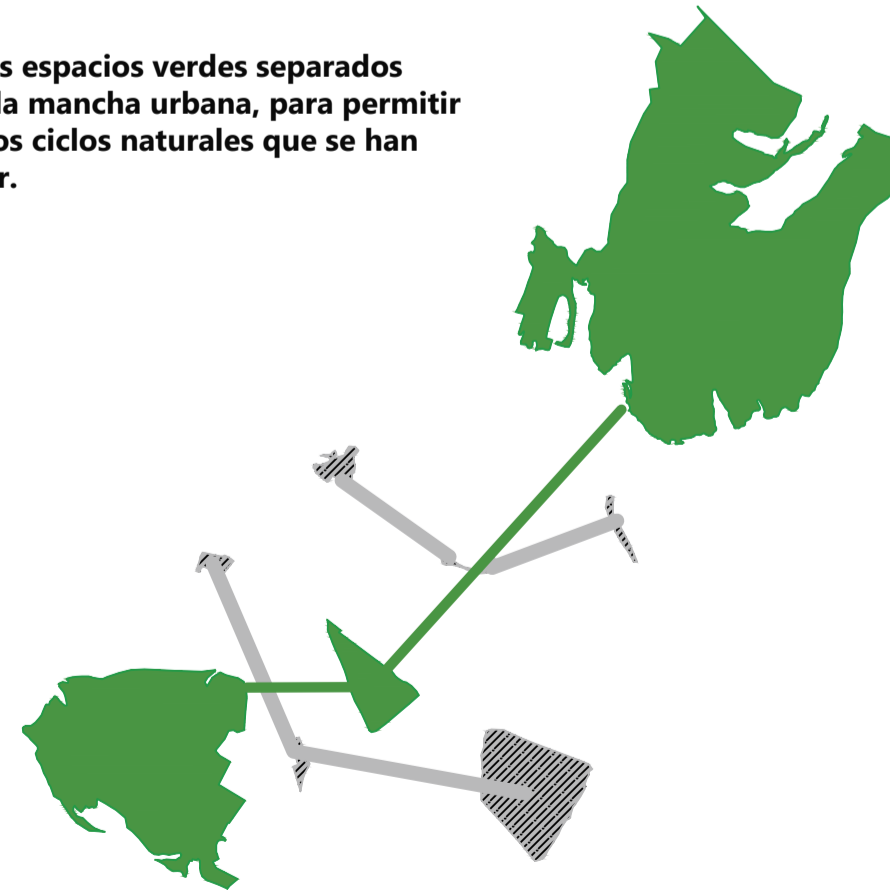 s espacios verdes separados
la mancha urbana, para permitir
os ciclos naturales que se han
r.